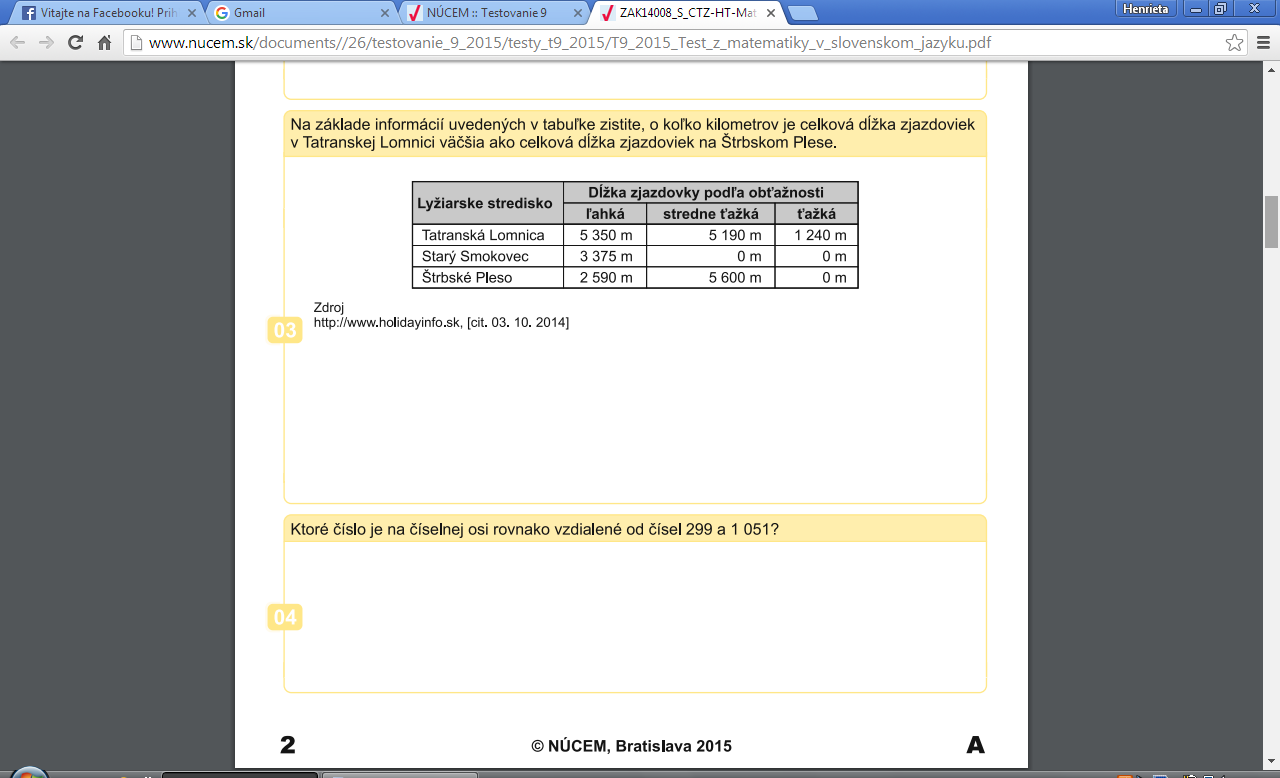 Vitajte na Facebooku! Prih
Gmail
NÚCEM :: Testovanie 9
ZAK14008_S_CTZ-HT-Mat
Henrieta
www.nucem.sk/documents//26/testovanie_9_2015/testy_t9_2015/T9_2015_Test_z_matematiky_v_slovenskom_jazyku.pdf
Na základe informácií uvedených v tabuľke zistite, o koľko kilometrov je celková dĺžka zjazdoviek
v Tatranskej Lomnici väčšia ako celková dĺžka zjazdoviek na Štrbskom Plese.
Lyžiarske stredisko Dĺžka zjazdovky podľa obťažnosti
ľahká stredne ťažká ťažká
Tatranská Lomnica 5 350 m 5 190 m 1 240 m
Starý Smokovec 3 375 m 0 m 0 m
Štrbské Pleso 2 590 m 5 600 m 0 m
Zdroj
http://www.holidayinfo.sk, [cit. 03. 10. 2014]
03
Ktoré číslo je na číselnej osi rovnako vzdialené od čísel 299 a 1 051?
04
2 © NÚCEM, Bratislava 2015 A